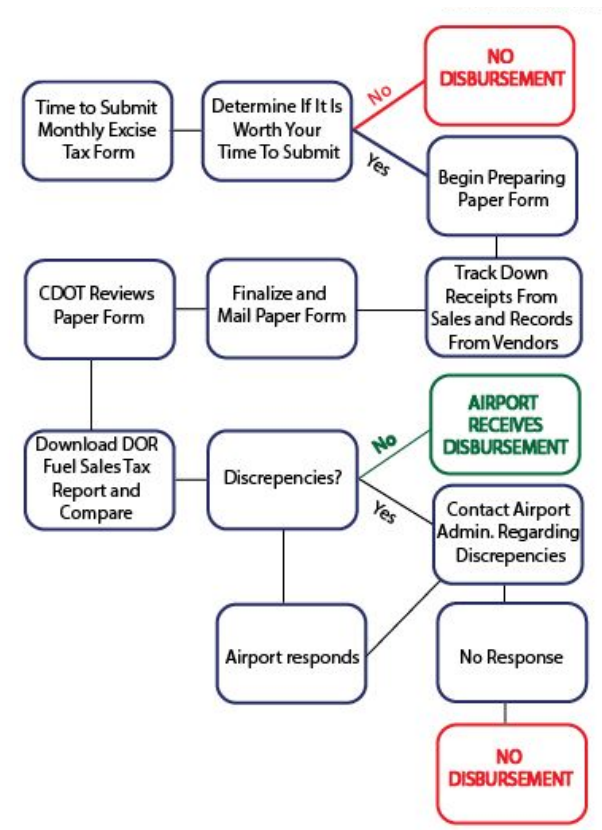 Time to Submit
Monthly Excise
Tax Form
Determine If It Is
Worth Your
Time To Submit
No
NO
DISBURSEMENT
Yes
Begin Preparing
Paper Form
Track Down
Receipts From
Sales and Records
From Vendors
Finalize and
Mail Paper Form
CDOT Reviews
Paper Form
Download DOR
Fuel Sales Tax
Report and
Compare
Discrepencies?
No
AIRPORT
RECEIVES
DISBURSEMENT
Yes
Contact Airport
Admin. Regarding
Discrepencies
Airport responds
No Response
NO
DISBURSEMENT